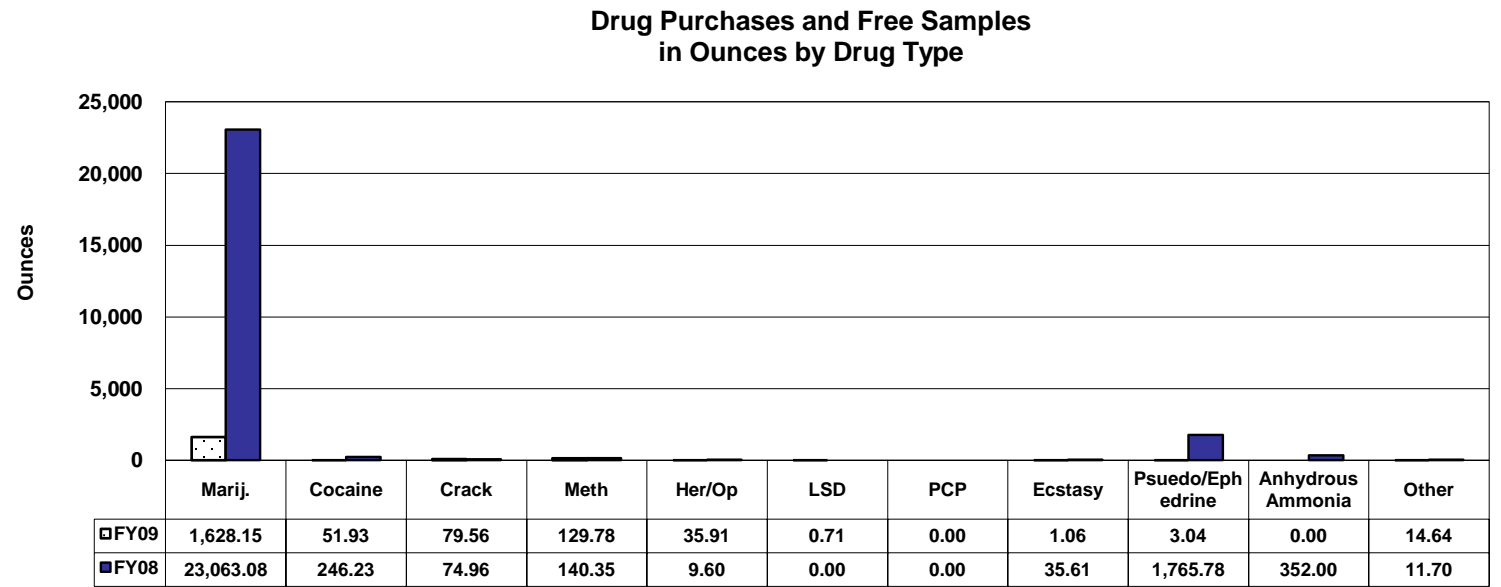 Drug Purchases and Free Samples
in Ounces by Drug Type
25,000
20,000
15,000
10,000
5,000
0
Ounces
Marij. Cocaine Crack Meth Her/Op LSD PCP Ecstasy Psuedo/Eph Anhydrous Other
edrine Ammonia
FY09 1,628.15 51.93 79.56 129.78 35.91 0.71 0.00 1.06 3.04 0.00 14.64
FY08 23,063.08 246.23 74.96 140.35 9.60 0.00 0.00 35.61 1,765.78 352.00 11.70